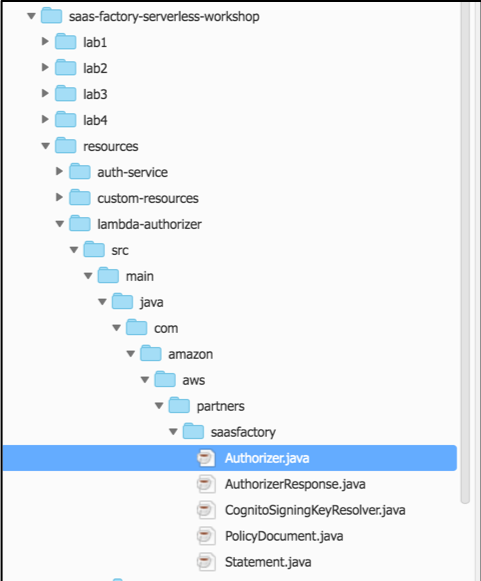 saas-factory-serverless-workshop
lab1
lab2
lab3
lab4
resources
auth-service
custom-resources
lambda-authorizer
src
main
java
com
amazon
aws
partners
saasfactory
Authorizer.java
AuthorizerResponse.java
CognitoSigningKeyResolver.java
PolicyDocument.java
Statement.java